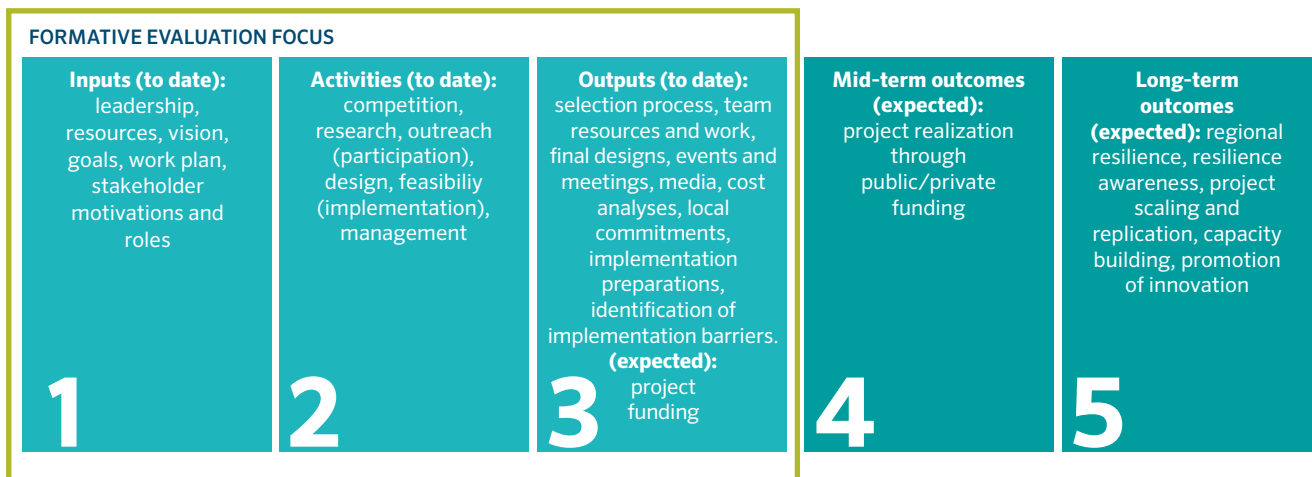 FORMATIVE EVALUATION FOCUS
Inputs (to date):
leadership,
resources, vision,
goals, work plan,
stakeholder
motivations and
roles
1
Activities (to date):
competition,
research, outreach
(participation),
design, feasibiliy
(implementation),
management
2
Outputs (to date):
selection process, team
resources and work,
final designs, events and
meetings, media, cost
analyses, local
commitments,
implementation
preparations,
identification of
implementation barriers.
(expected):
project
funding
3
Mid-term outcomes
(expected):
project realization
through
public/private
funding
4
Long-term
outcomes
(expected): regional
resilience, resilience
awareness, project
scaling and
replication, capacity
building, promotion
of innovation
5